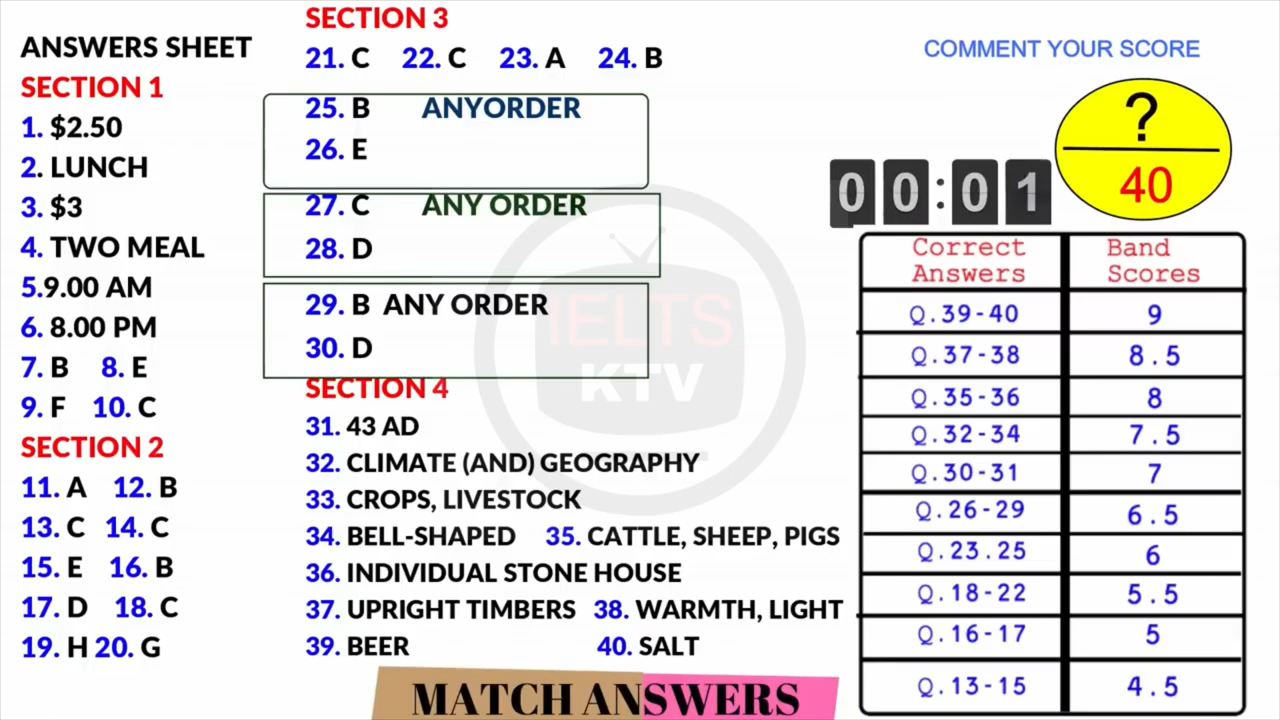 ANSWERS SHEET
SECTION 1
1. $2.50
2. LUNCH
3. $3
4. TWO MEAL
5.9.00 AM
6. 8.00 PM
7. B 8. E
9. F 10. C
SECTION 2
11. A 12. B
13. C 14. C
15. E 16. B
17. D 18. C
19. H 20. G
SECTION 3
21. C 22. C 23. A 24. B
25. B ANYORDER
26. E
27. C ANY ORDER
28. D
29. B ANY ORDER
30. D
SECTION 4
31. 43 AD
32. CLIMATE (AND) GEOGRAPHY
33. CROPS, LIVESTOCK
34. BELL-SHAPED 35. CATTLE, SHEEP, PIGS
36. INDIVIDUAL STONE HOUSE
37. UPRIGHT TIMBERS 38. WARMTH, LIGHT
39. BEER 40. SALT
MATCH ANSWERS
IELTS
KTV
COMMENT YOUR SCORE
?
40
00:01
Correct Answers Band Scores
Q.39-40 9
Q.37-38 8.5
Q.35-36 8
Q.32-34 7.5
Q.30-31 7
Q.26-29 6.5
Q.23.25 6
Q.18-22 5.5
Q.16-17 5
Q.13-15 4.5